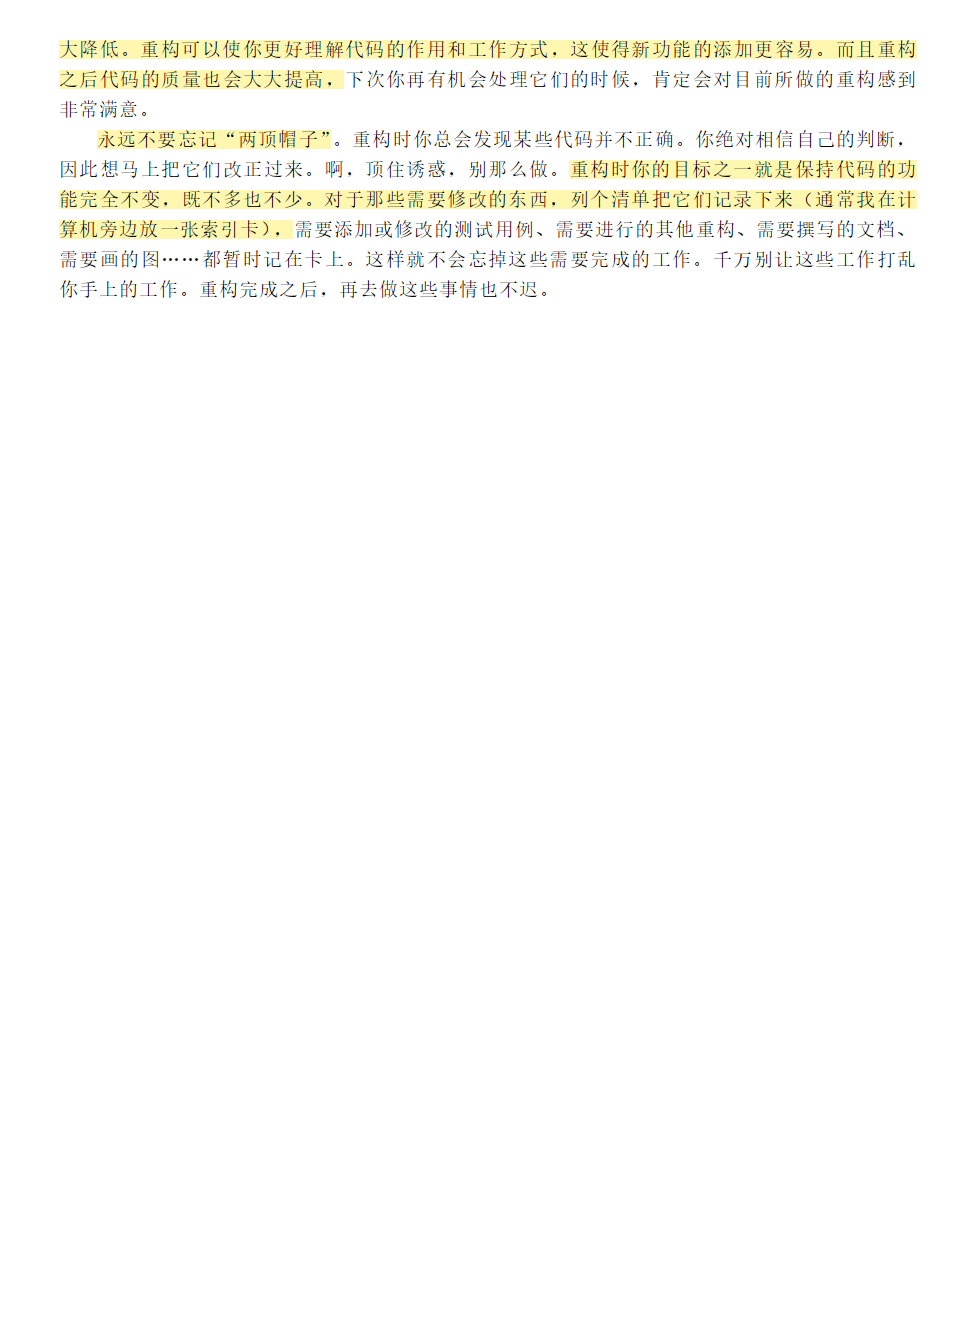 大降低。重构可以使你更好理解代码的作用和工作方式，这使得新功能的添加更容易。而且重构
之后代码的质量也会大大提高，下次你再有机会处理它们的时候，肯定会对目前所做的重构感到
非常满意。
永远不要忘记“两顶帽子”。重构时你总会发现某些代码并不正确。你绝对相信自己的判断，
因此想马上把它们改正过来。啊，顶住诱惑，别那么做。重构时你的目标之一就是保持代码的功
能完全不变，既不多也不少。对于那些需要修改的东西，列个清单把它们记录下来（通常我在计
算机旁边放一张索引卡），需要添加或修改的测试用例、需要进行的其他重构、需要撰写的文档、
需要画的图……都暂时记在卡上。这样就不会忘掉这些需要完成的工作。千万别让这些工作打乱
你手上的工作。重构完成之后，再去做这些事情也不迟。